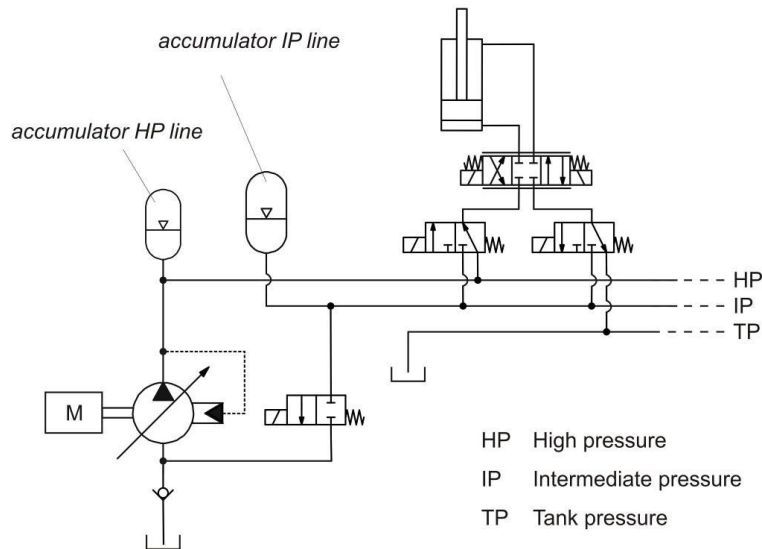 accumulator IP line
accumulator HP line
HP
IP
TP
M
HP High pressure
IP Intermediate pressure
TP Tank pressure